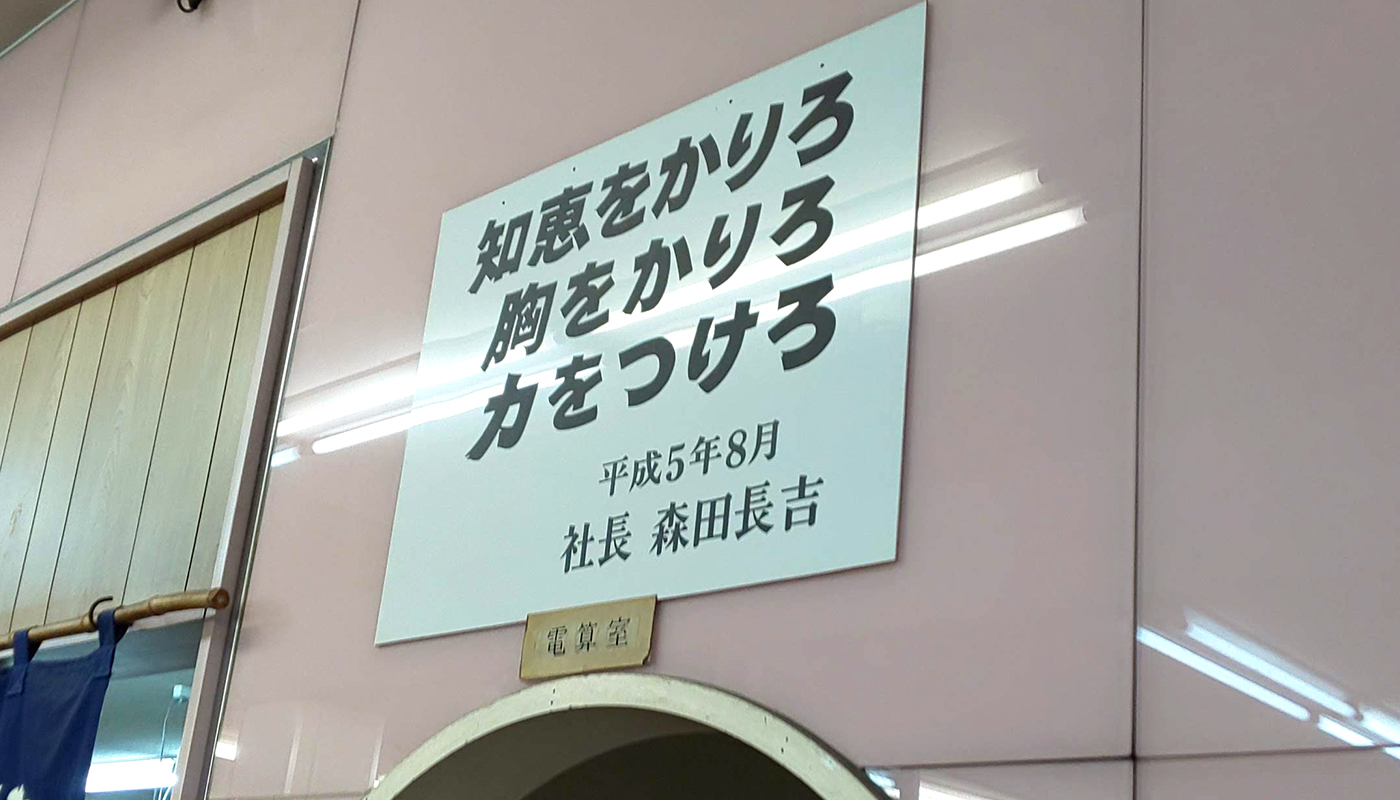 知恵をかりろ
胸をかりろ
力をつけろ
平成5年8月
社長 森田長吉
電算室